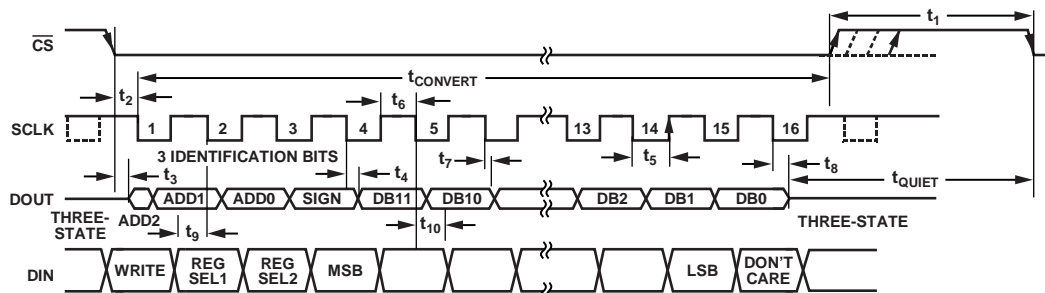 t1
CS
tCONVERT
t2
t6
SCLK
1 2 3 4 5 13 14 15 16
3 IDENTIFICATION BITS
t7 t5 t8
t3 t4 tQUIET
DOUT
ADD1 ADD0 SIGN DB11 DB10 DB2 DB1 DB0
THREE-
STATE
ADD2
THREE-STATE
t9 t10
DIN
WRITE
REG
SEL1
REG
SEL2
MSB
LSB
DON'T
CARE